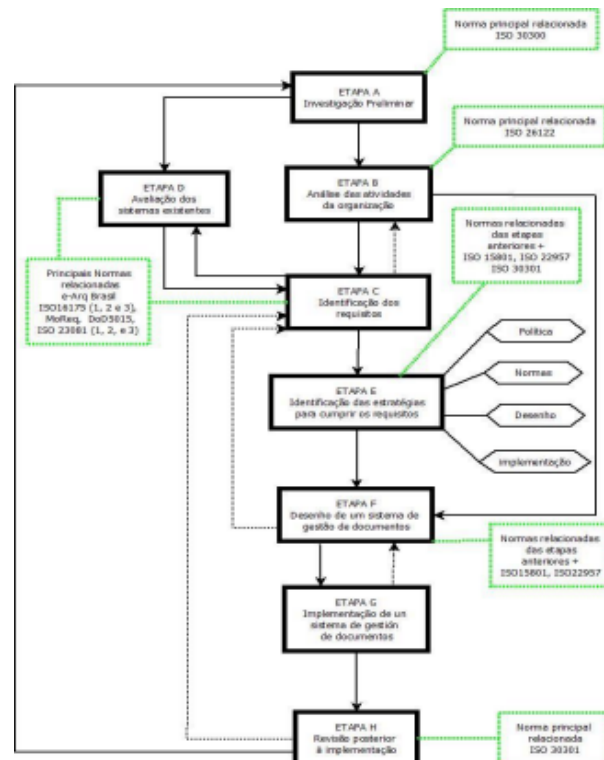 Norma principal relacionada
ISO 30300
ETAPA A
Investigação Preliminar
Norma principal relacionada
ISO 26122
ETAPA D
Avaliação dos
sistemas existentes
ETAPA B
Análise das atividades
da organização
Normas relacionadas
das etapas
anteriores +
ISO 15801, ISO 22957
ISO 30301
Principais Normas
relacionadas
e-Arq Brasil
ISO16175 (1, 2 e 3),
MoReq, DoD5015,
ISO 23081 (1, 2, e 3)
ETAPA C
Identificação dos
requisitos
Política
Normas
Desenho
Implementação
ETAPA E
Identificação das estratégias
para cumprir os requisitos
ETAPA F
Desenho de um sistema de
gestão de documentos
Normas relacionadas
das etapas
anteriores +
ISO15801, ISO22957
ETAPA G
Implementação de un
sistema de gestión
de documentos
ETAPA H
Revisão posterior
à implementação
Norma principal
relacionada
ISO 30301